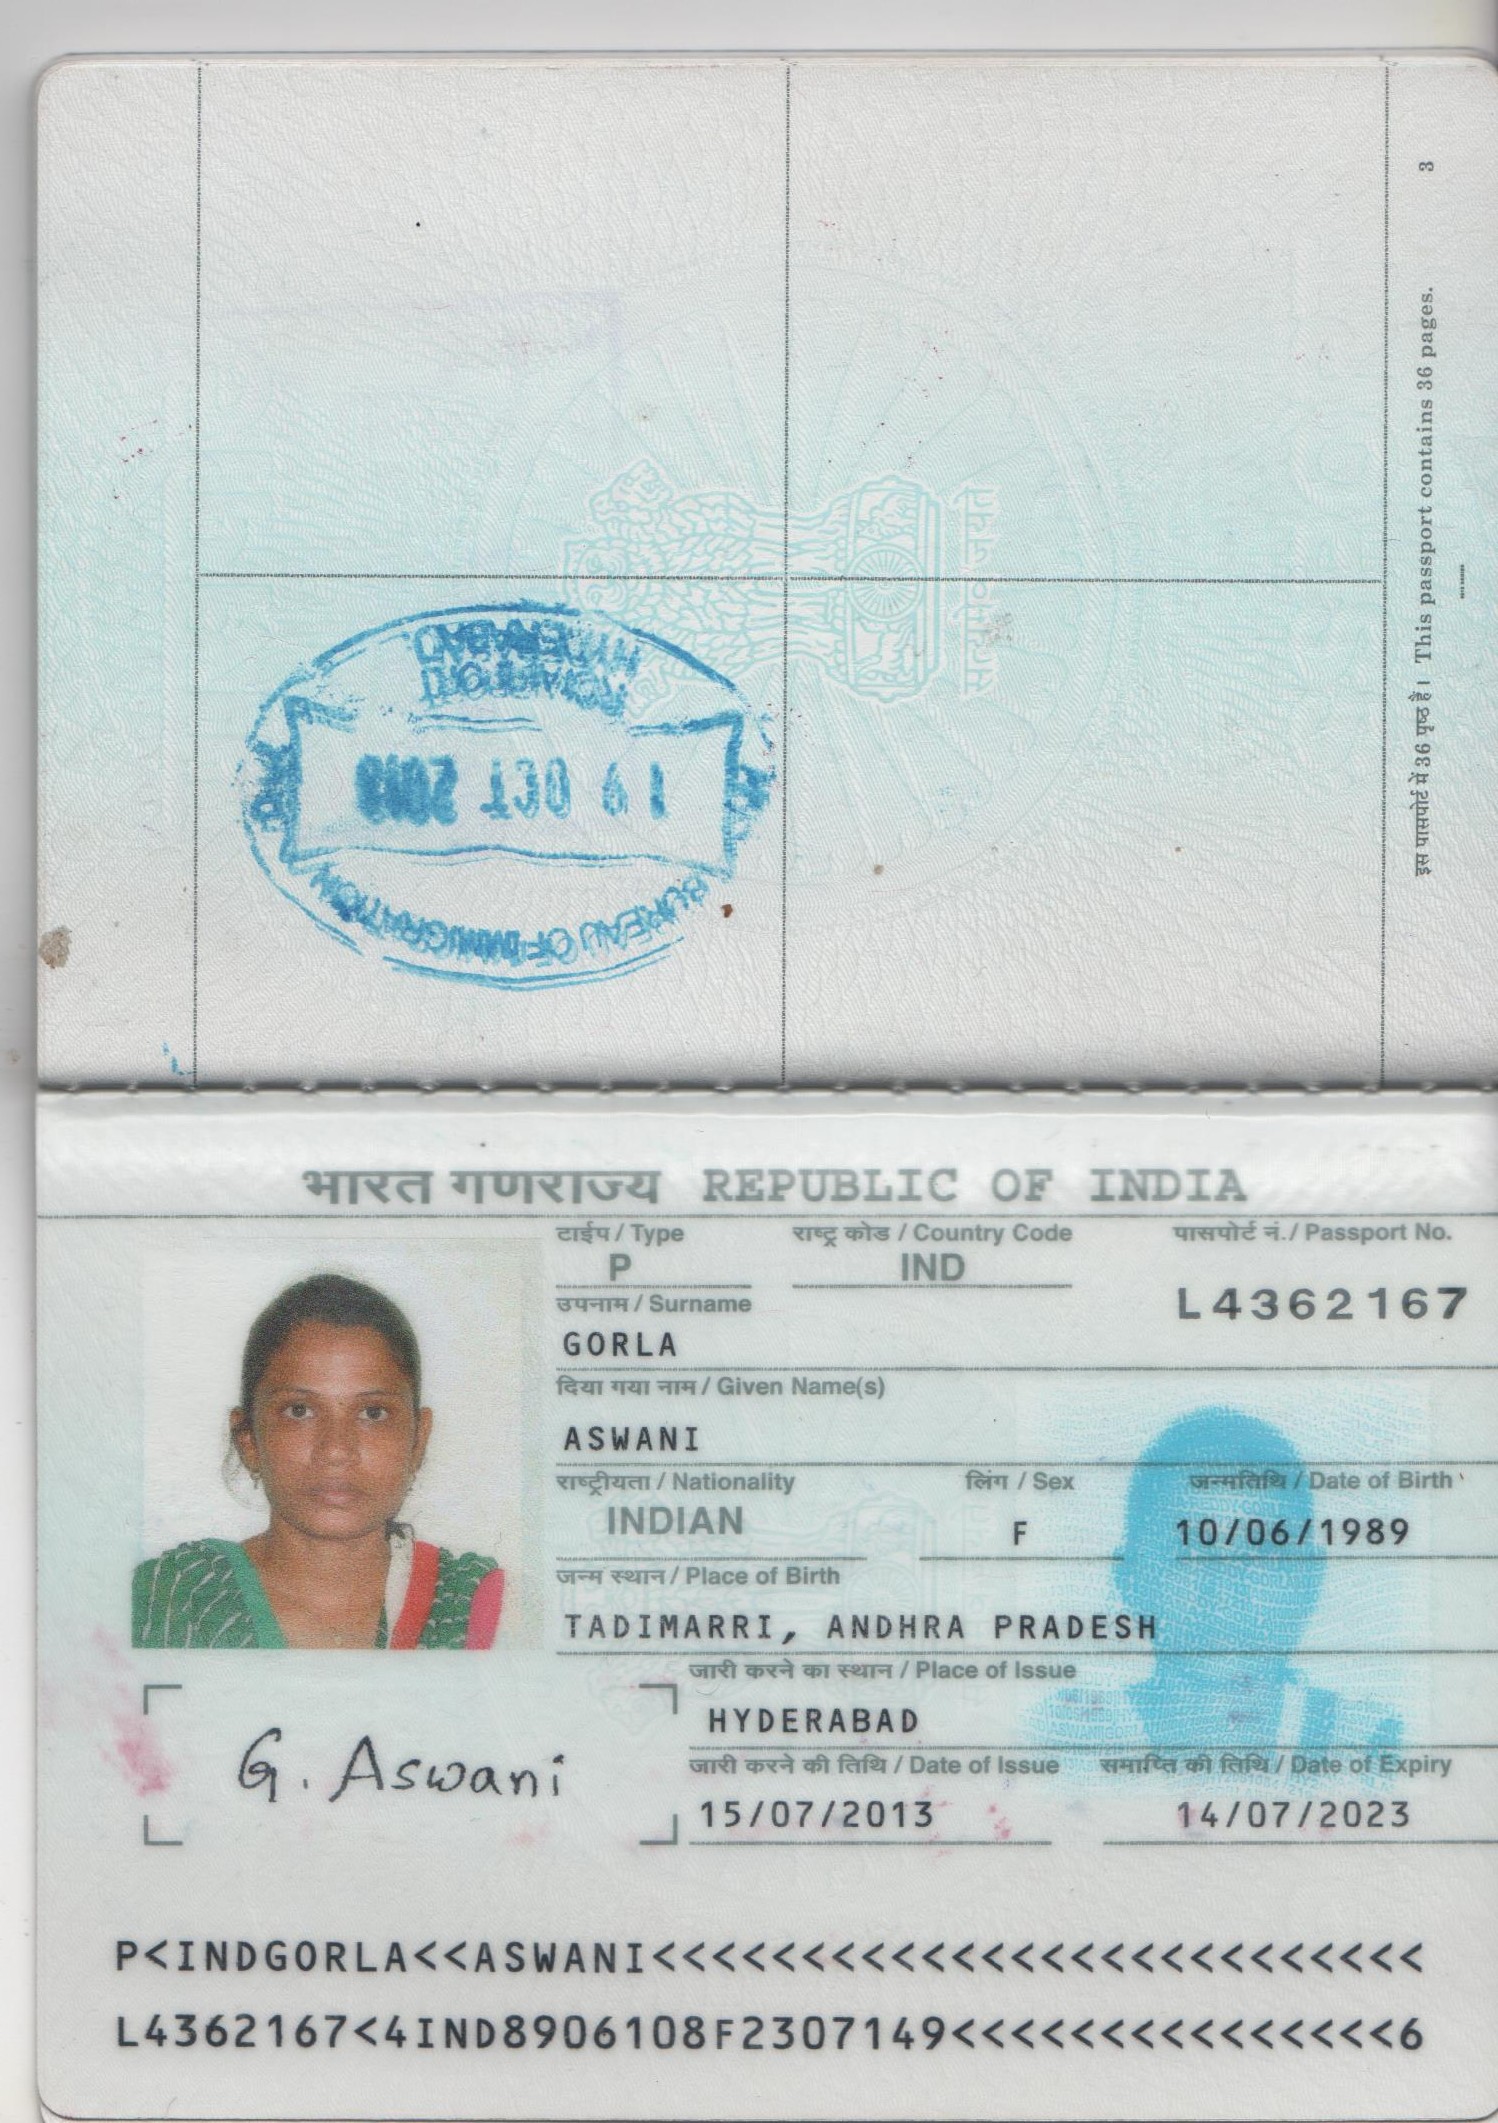 3
इस पासपोर्ट में 36 पृष्ठ है। This passport contains 36 pages.
HYDERABAD
19 OCT 2018
BUREAU OF IMMIGRATION
भारत गणराज्य REPUBLIC OF INDIA
टाईप / Type राष्ट्र कोड / Country Code पासपोर्ट नं. / Passport No.
P IND L4362167
उपनाम / Surname
GORLA
दिया गया नाम / Given Name(s)
ASWANI
राष्ट्रीयता / Nationality लिंग / Sex जन्मतिथि / Date of Birth
INDIAN F 10/06/1989
जन्म स्थान / Place of Birth
TADIMARRI, ANDHRA PRADESH
जारी करने का स्थान / Place of Issue
HYDERABAD
जारी करने की तिथि / Date of Issue समाप्ति की तिथि / Date of Expiry
15/07/2013 14/07/2023
G. Aswani
P<INDGORLA<<ASWANI<<<<<<<<<<<<<<<<<<<<<<<<<<
L4362167<4IND8906108F2307149<<<<<<<<<<<<<<<6